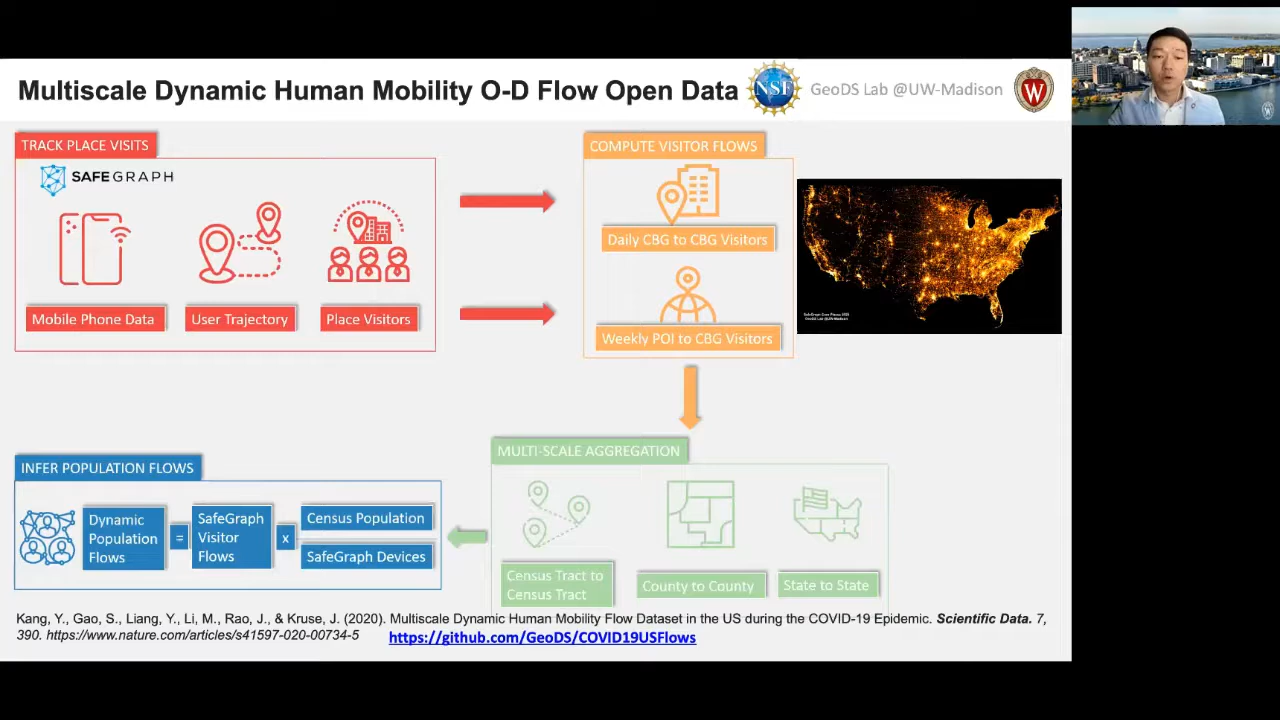 Multiscale Dynamic Human Mobility O-D Flow Open Data
NSF
GeoDS Lab @UW-Madison
W
TRACK PLACE VISITS
SAFEGRAPH
Mobile Phone Data
User Trajectory
Place Visitors
COMPUTE VISITOR FLOWS
Daily CBG to CBG Visitors
Weekly POI to CBG Visitors
GeoDS Lab @UW-Madison
MULTI-SCALE AGGREGATION
Census Tract to
Census Tract
County to County
State to State
INFER POPULATION FLOWS
Dynamic
Population
Flows
=
SafeGraph
Visitor
Flows
x
Census Population
SafeGraph Devices
Kang, Y., Gao, S., Liang, Y., Li, M., Rao, J., & Kruse, J. (2020). Multiscale Dynamic Human Mobility Flow Dataset in the US during the COVID-19 Epidemic. Scientific Data. 7,
390. https://www.nature.com/articles/s41597-020-00734-5 https://github.com/GeoDS/COVID19USFlows